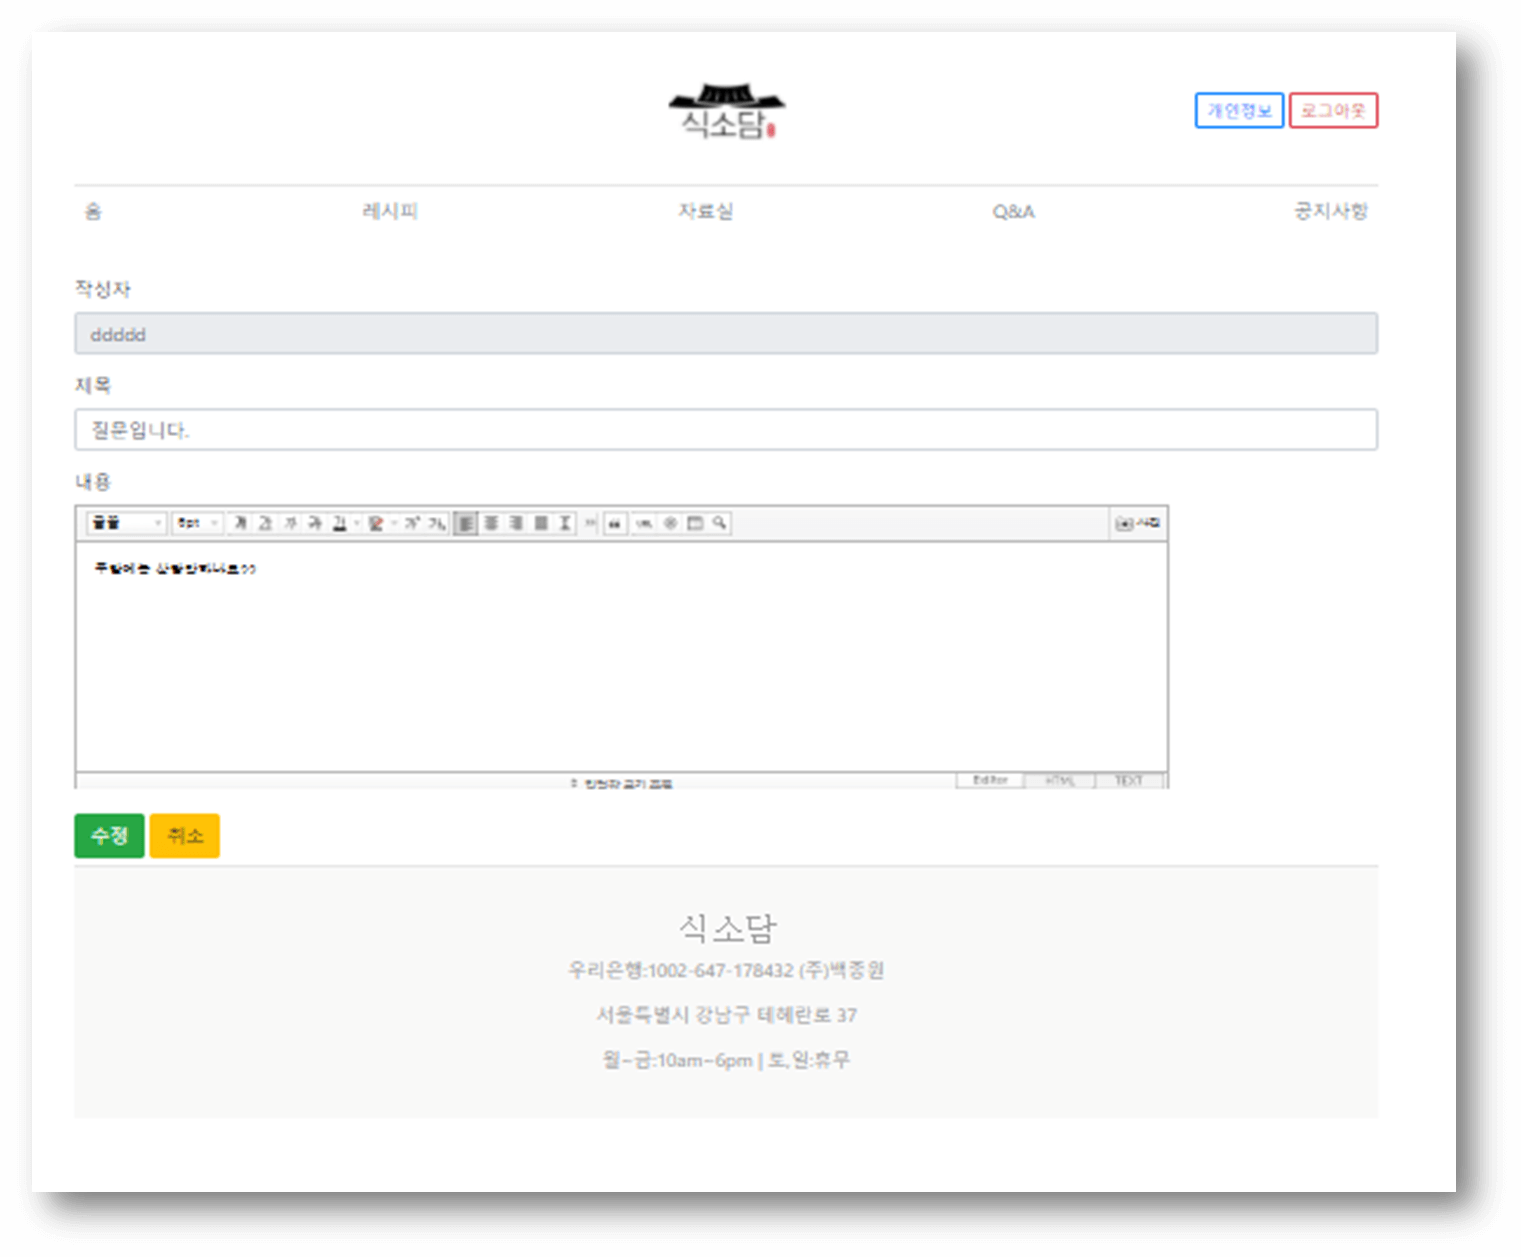 식소담
개인정보 로그아웃
홈 레시피 자료실 Q&A 공지사항
작성자
ddddd
제목
질문입니다.
내용
굴꼴 사진
Editor HTML TEXT
수정 취소
식소담
우리은행:1002-647-178432 (주)백종원
서울특별시 강남구 테헤란로 37
월~금:10am~6pm | 토,일:휴무